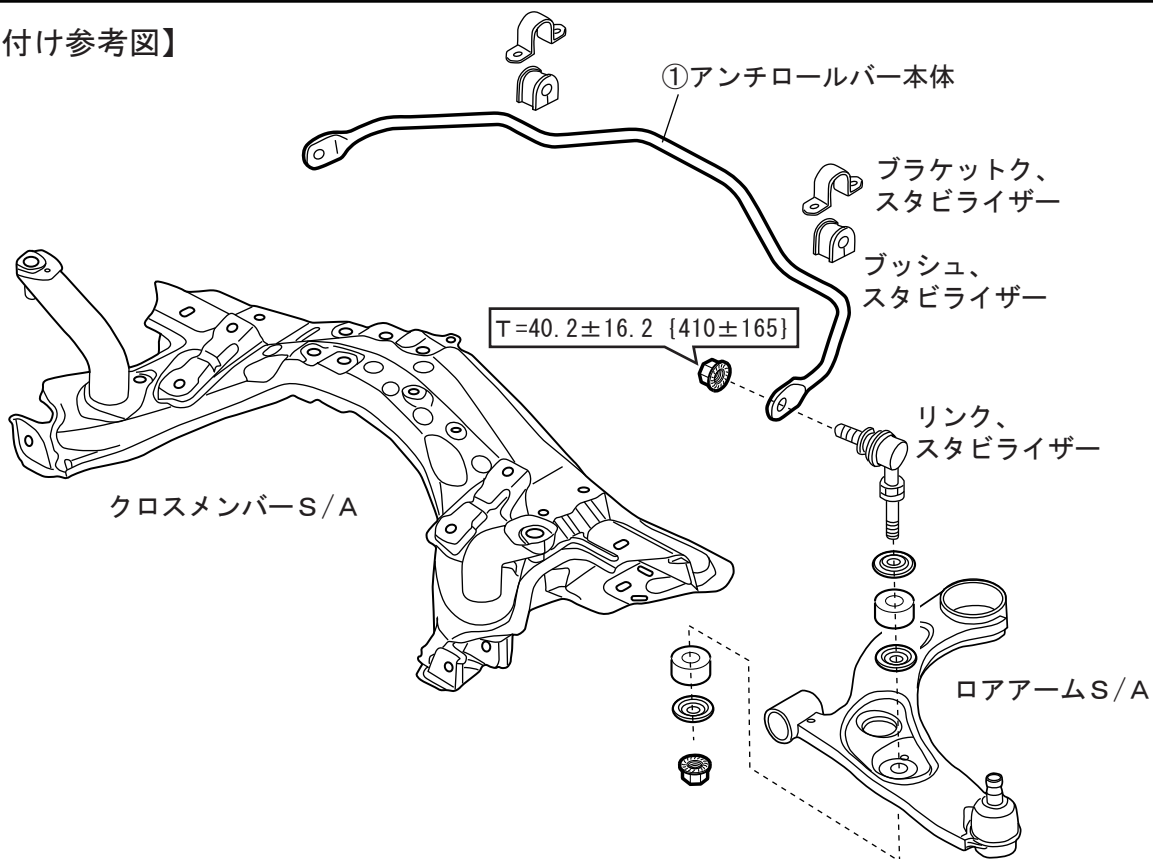 付け参考図】
①アンチロールバー本体
ブラケットク、
スタビライザー
ブッシュ、
スタビライザー
T=40.2±16.2 {410±165}
リンク、
スタビライザー
クロスメンバーS/A
ロアアームS/A